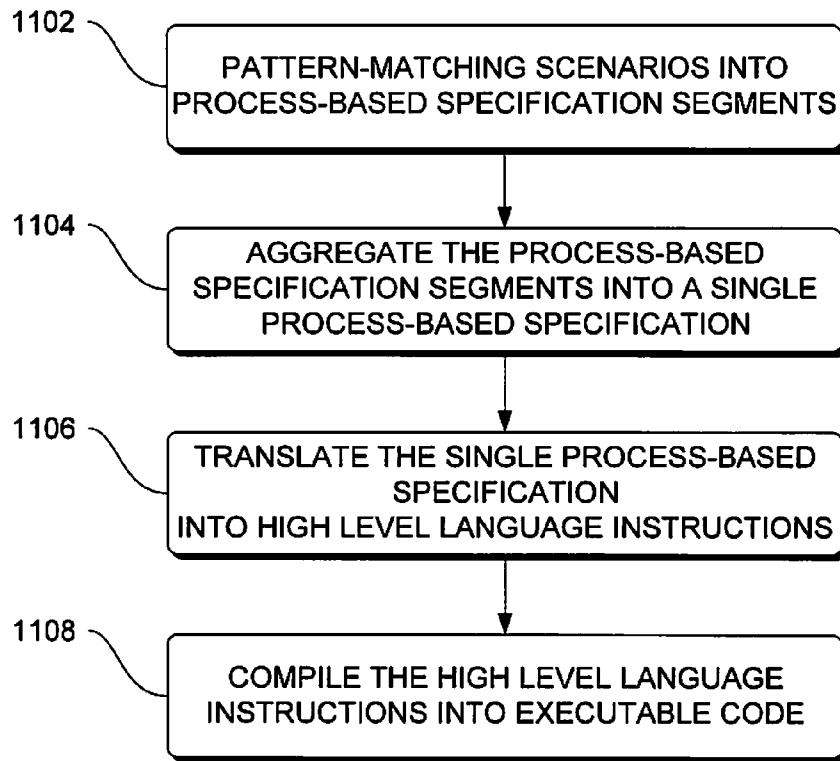 1102
PATTERN-MATCHING SCENARIOS INTO
PROCESS-BASED SPECIFICATION SEGMENTS
1104
AGGREGATE THE PROCESS-BASED
SPECIFICATION SEGMENTS INTO A SINGLE
PROCESS-BASED SPECIFICATION
1106
TRANSLATE THE SINGLE PROCESS-BASED
SPECIFICATION
INTO HIGH LEVEL LANGUAGE INSTRUCTIONS
1108
COMPILE THE HIGH LEVEL LANGUAGE
INSTRUCTIONS INTO EXECUTABLE CODE